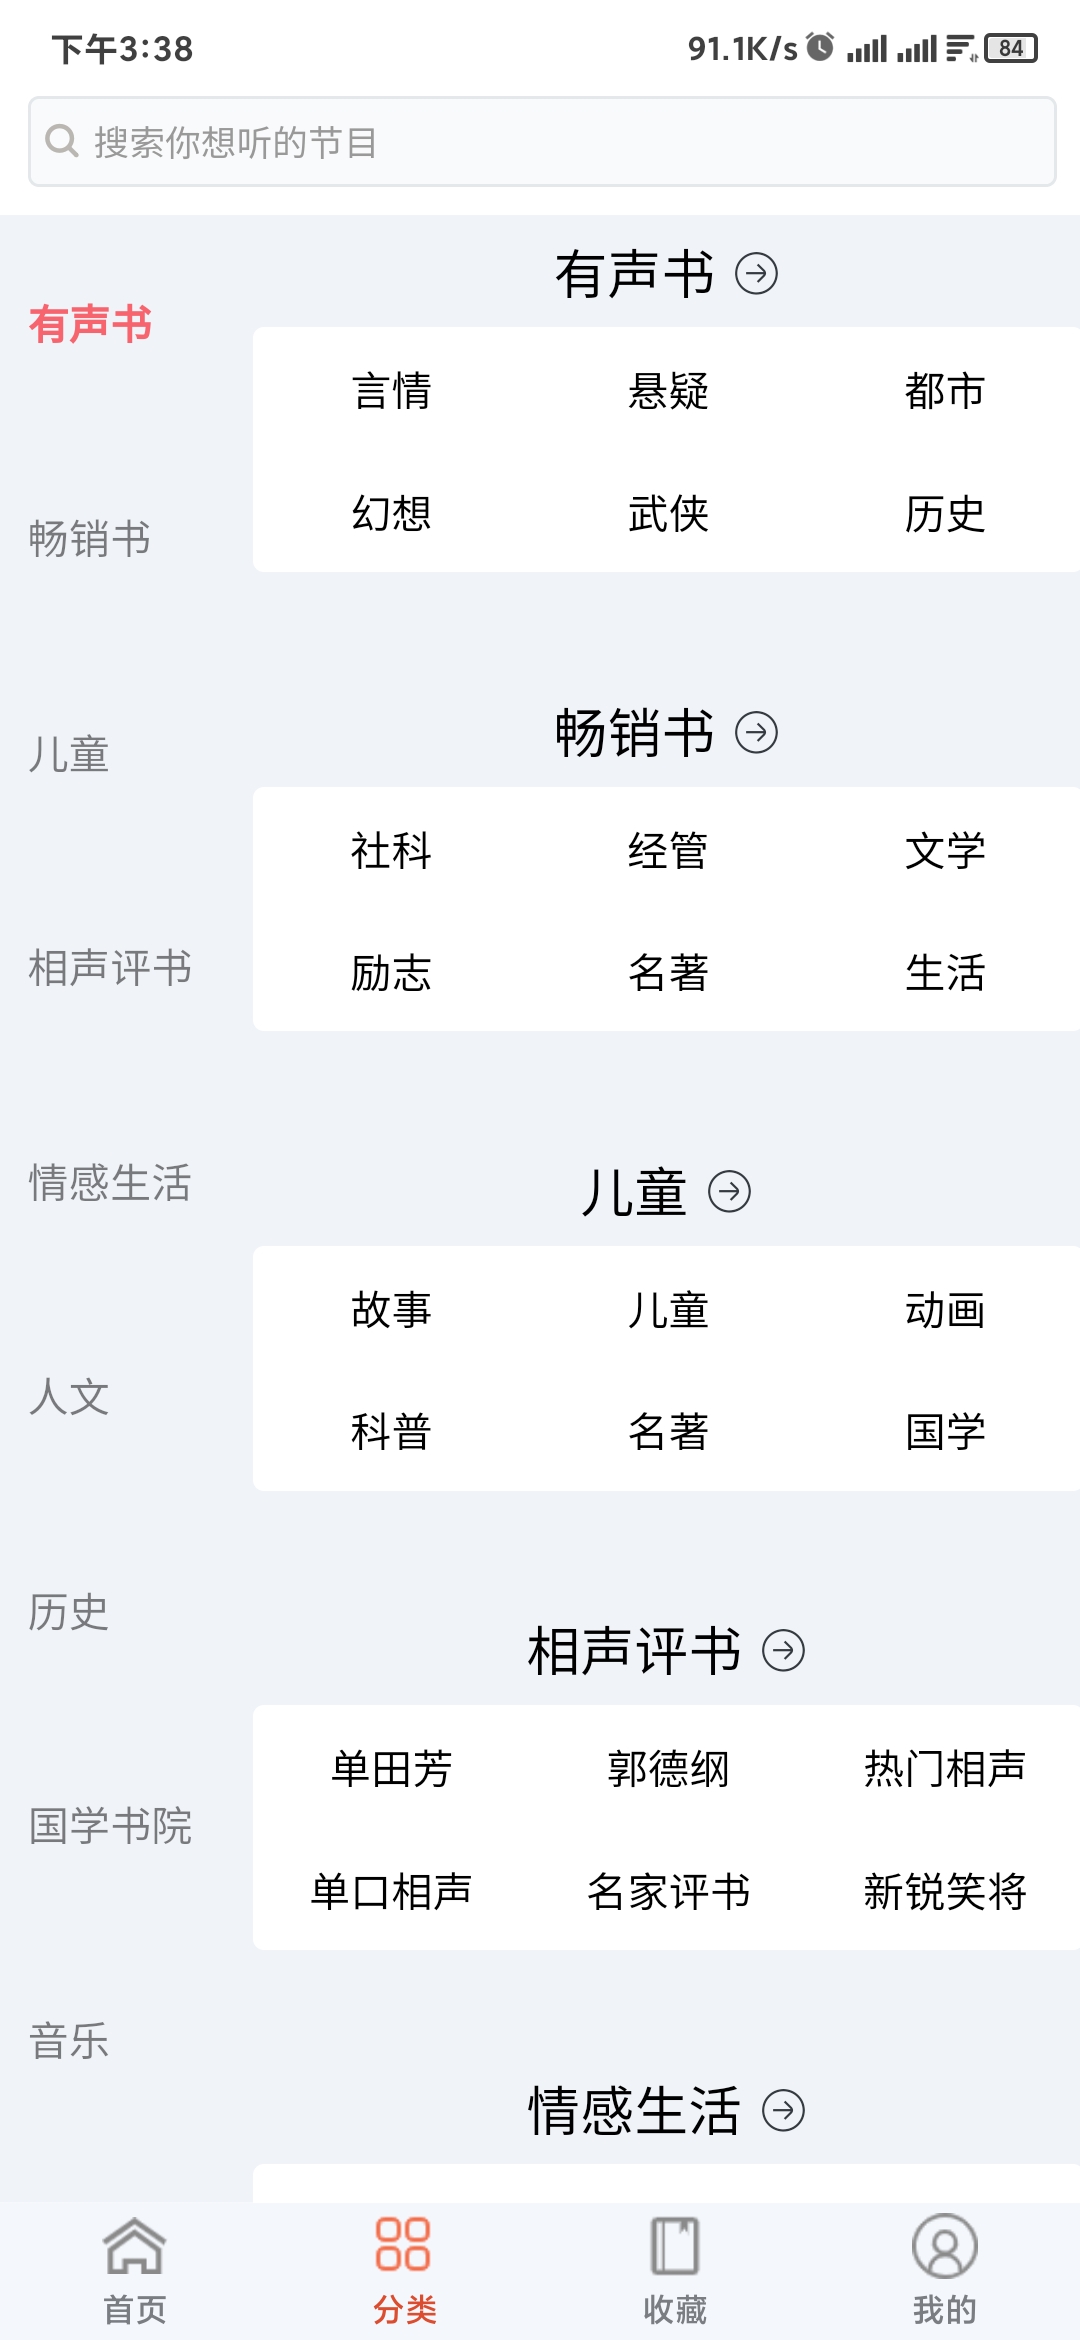 下午3:38
91.1K/s
84
搜索你想听的节目
有声书
畅销书
儿童
相声评书
情感生活
人文
历史
国学书院
音乐
有声书
言情 悬疑 都市
幻想 武侠 历史
畅销书
社科 经管 文学
励志 名著 生活
儿童
故事 儿童 动画
科普 名著 国学
相声评书
单田芳 郭德纲 热门相声
单口相声 名家评书 新锐笑将
情感生活
首页 分类 收藏 我的